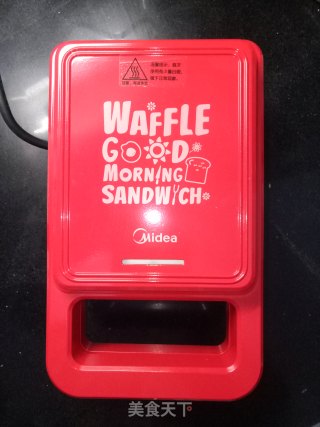 WAFFLE
GOOD
MORNING
SANDWICH
Midea
美食天下